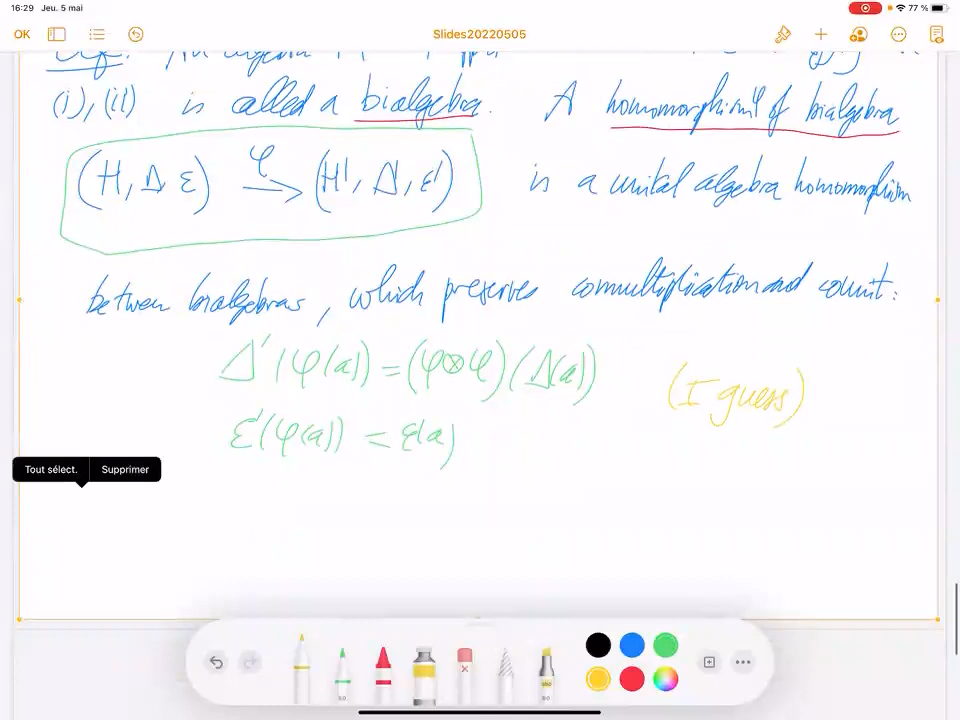 16:29 Jeu. 5 mai
77 %
OK
Slides20220505
(i), (ii) is called a bialgebra. A homomorphism of bialgebra
(H, Δ, ε) →^φ (H', Δ', ε') is a unital algebra homomorphism
between bialgebras, which preserves comultiplication and counit:
Δ'(φ(a)) = (φ⊗φ)(Δ(a))
(I guess)
ε'(φ(a)) = ε(a)
Tout sélect. Supprimer